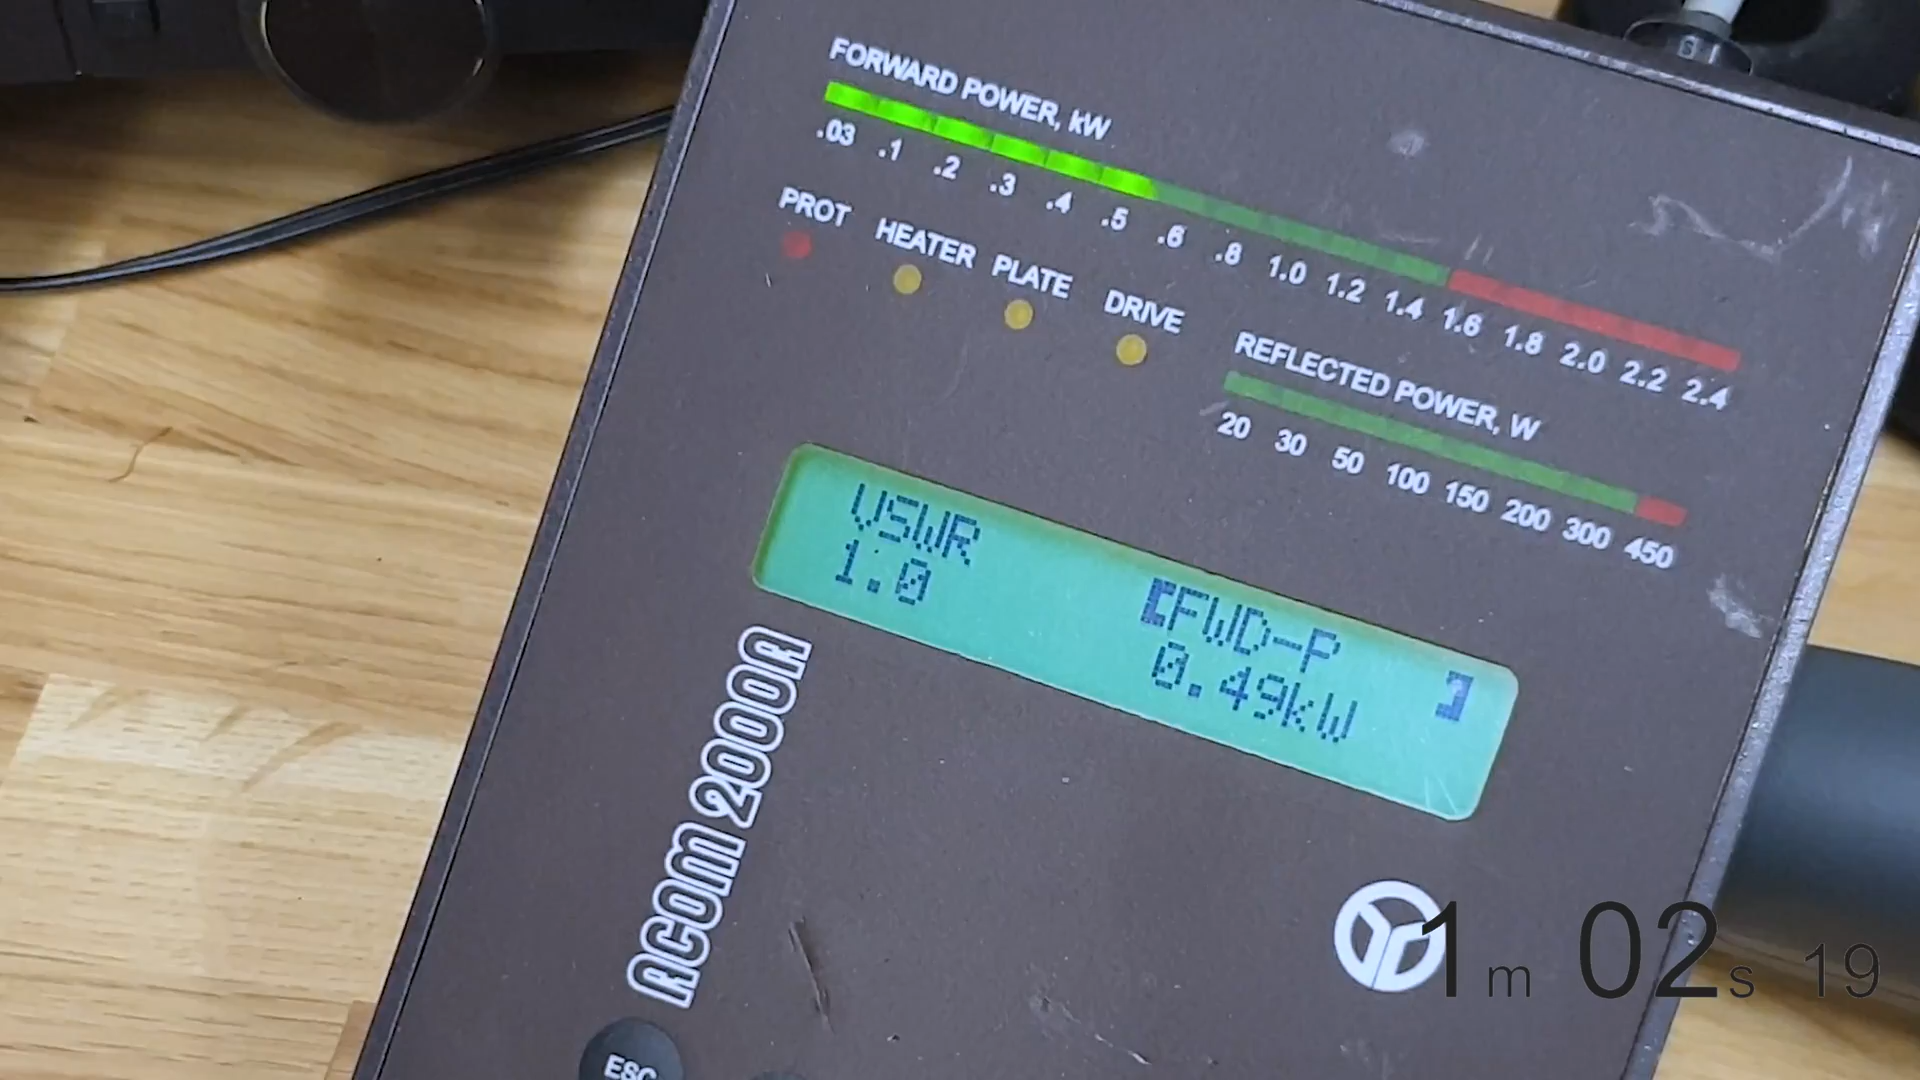 FORWARD POWER, kW
.03 .1 .2 .3 .4 .5 .6 .8 1.0 1.2 1.4 1.6 1.8 2.0 2.2 2.4
PROT HEATER PLATE DRIVE
REFLECTED POWER, W
20 30 50 100 150 200 300 450
VSWR [FWD-P ]
1.0 0.49kW
ACOM 2000A
ESC
1m 02s 19